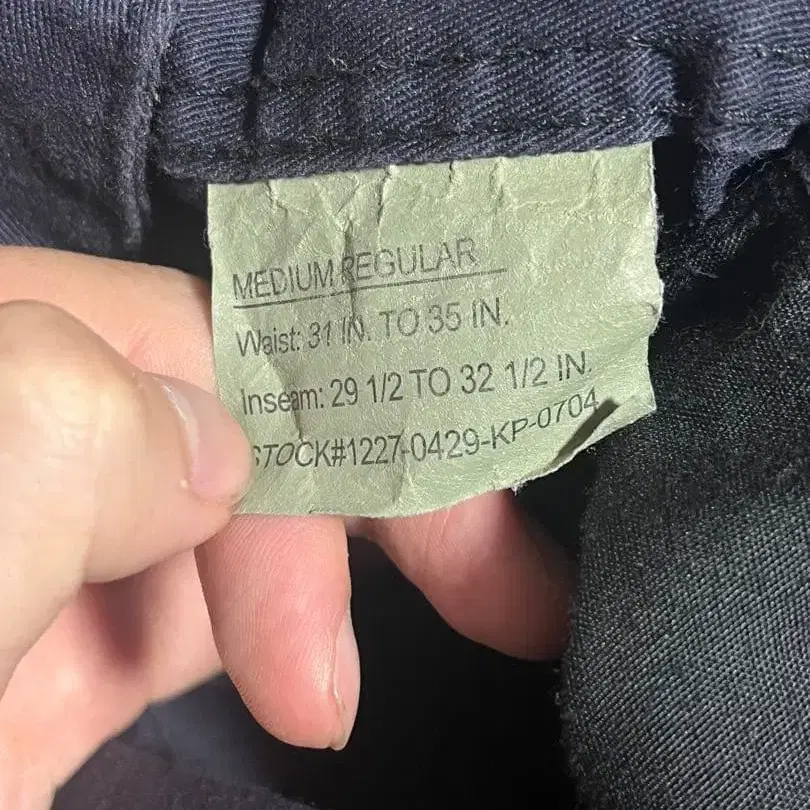 MEDIUM REGULAR
Waist: 31 IN. TO 35 IN.
Inseam: 29 1/2 TO 32 1/2 IN.
STOCK#1227-0429-KP-0704